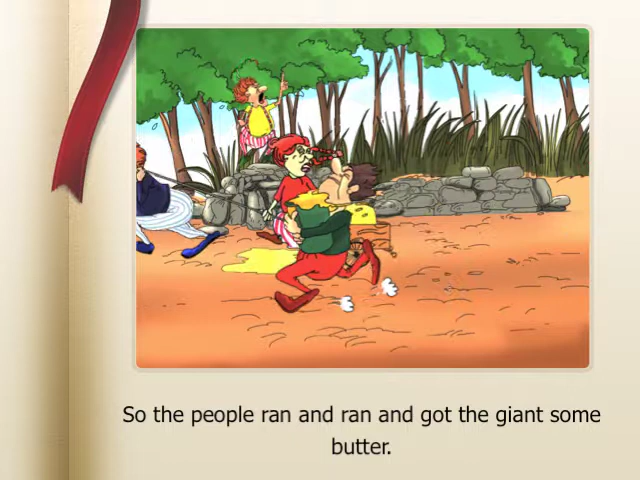 So the people ran and ran and got the giant some
butter.